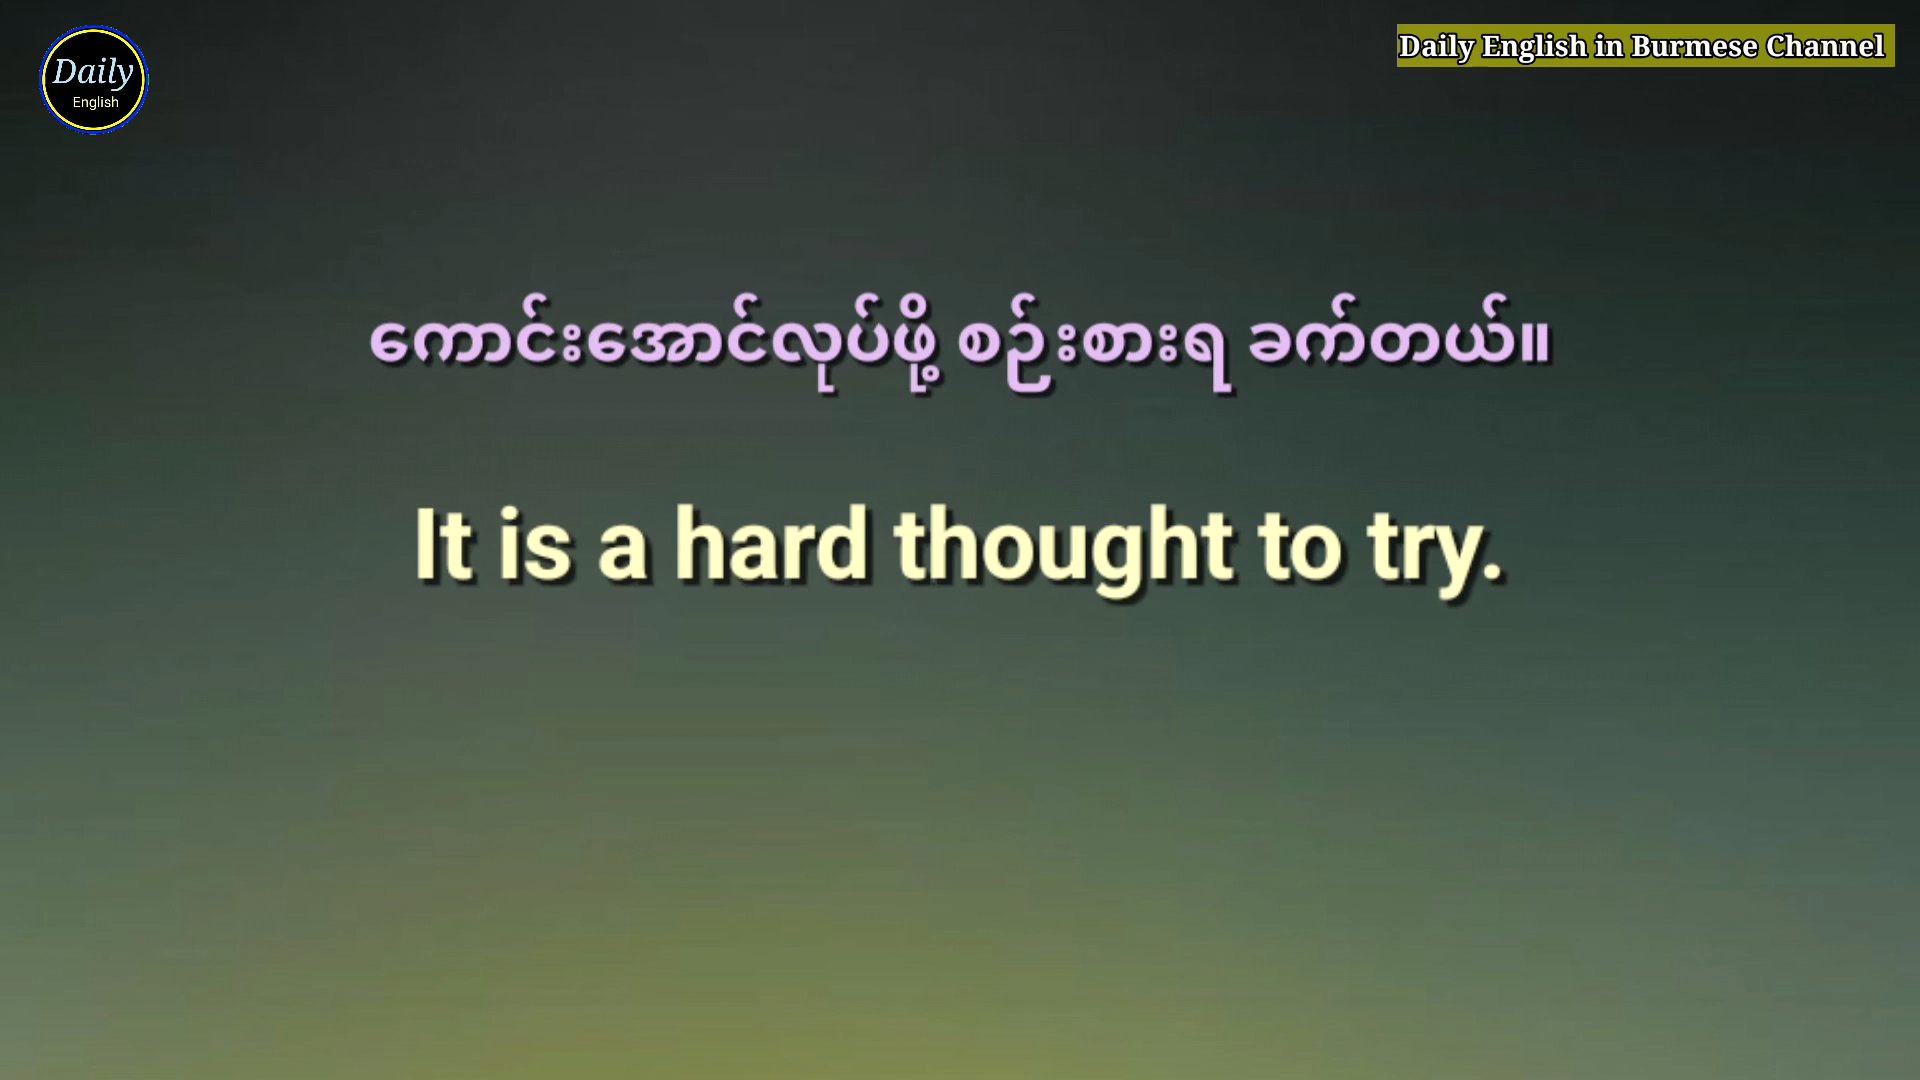 Daily
English
Daily English in Burmese Channel
ကောင်းအောင်လုပ်ဖို့ စဉ်းစားရ ခက်တယ်။
It is a hard thought to try.